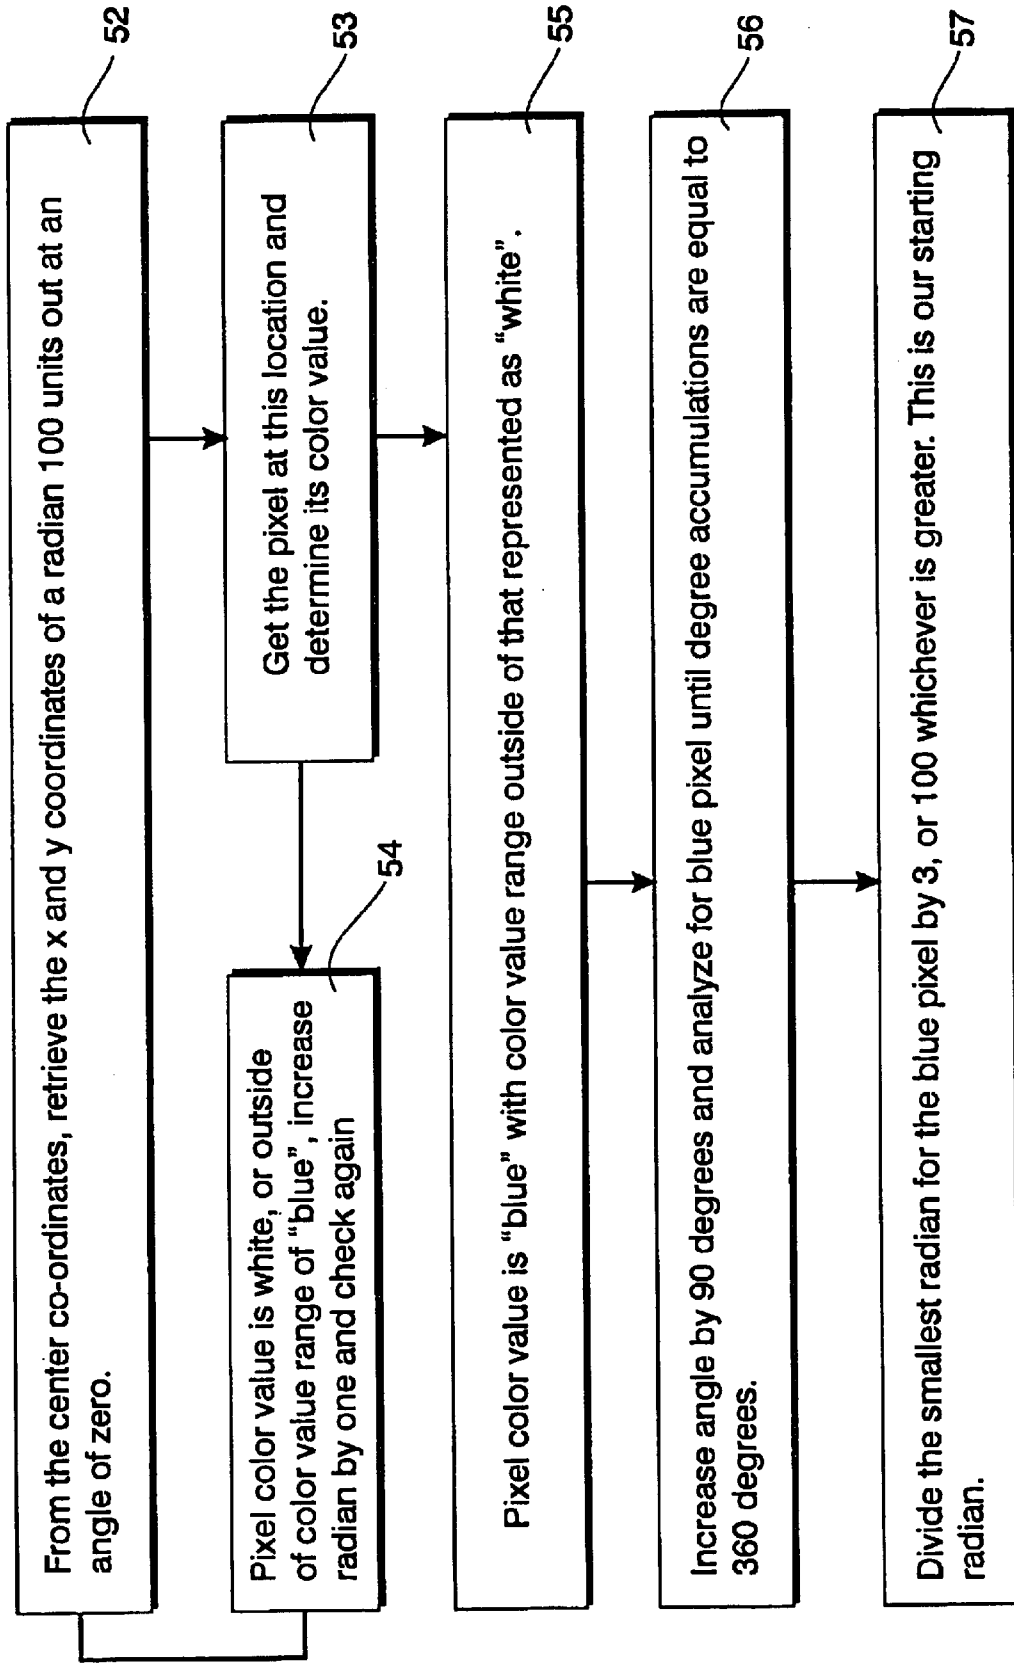 From the center co-ordinates, retrieve the x and y coordinates of a radian 100 units out at an
angle of zero.
52
Get the pixel at this location and
determine its color value.
53
Pixel color value is white, or outside
of color value range of "blue", increase
radian by one and check again
54
Pixel color value is "blue" with color value range outside of that represented as "white".
55
Increase angle by 90 degrees and analyze for blue pixel until degree accumulations are equal to
360 degrees.
56
Divide the smallest radian for the blue pixel by 3, or 100 whichever is greater. This is our starting
radian.
57